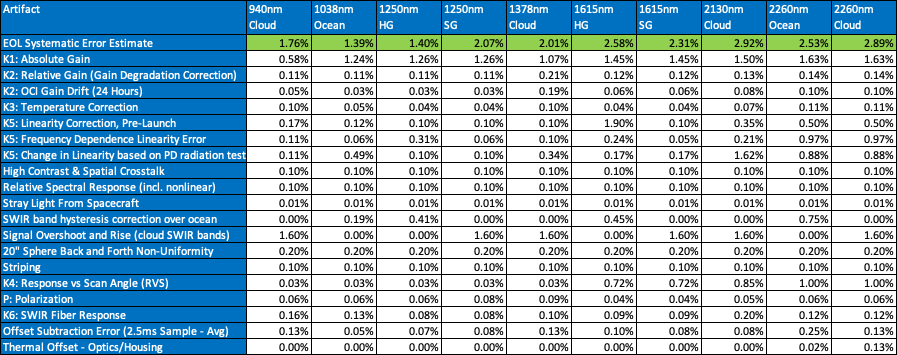 Artifact 940nm Cloud 1038nm Ocean 1250nm HG 1250nm SG 1378nm Cloud 1615nm HG 1615nm SG 2130nm Cloud 2260nm Ocean 2260nm Cloud
EOL Systematic Error Estimate 1.76% 1.39% 1.40% 2.07% 2.01% 2.58% 2.31% 2.92% 2.53% 2.89%
K1: Absolute Gain 0.58% 1.24% 1.26% 1.26% 1.07% 1.45% 1.45% 1.50% 1.63% 1.63%
K2: Relative Gain (Gain Degradation Correction) 0.11% 0.11% 0.11% 0.11% 0.21% 0.12% 0.12% 0.13% 0.14% 0.14%
K2: OCI Gain Drift (24 Hours) 0.05% 0.03% 0.03% 0.03% 0.19% 0.06% 0.06% 0.08% 0.10% 0.10%
K3: Temperature Correction 0.10% 0.05% 0.04% 0.04% 0.10% 0.04% 0.04% 0.07% 0.11% 0.11%
K5: Linearity Correction, Pre-Launch 0.17% 0.12% 0.10% 0.10% 0.10% 1.90% 0.10% 0.35% 0.50% 0.50%
K5: Frequency Dependence Linearity Error 0.11% 0.06% 0.31% 0.06% 0.10% 0.24% 0.05% 0.21% 0.97% 0.97%
K5: Change in Linearity based on PD radiation test 0.11% 0.49% 0.10% 0.10% 0.34% 0.17% 0.17% 1.62% 0.88% 0.88%
High Contrast & Spatial Crosstalk 0.10% 0.10% 0.10% 0.10% 0.10% 0.10% 0.10% 0.10% 0.10% 0.10%
Relative Spectral Response (incl. nonlinear) 0.10% 0.10% 0.10% 0.10% 0.10% 0.10% 0.10% 0.10% 0.10% 0.10%
Stray Light From Spacecraft 0.01% 0.01% 0.01% 0.01% 0.01% 0.01% 0.01% 0.01% 0.01% 0.01%
SWIR band hysteresis correction over ocean 0.00% 0.19% 0.41% 0.00% 0.00% 0.45% 0.00% 0.00% 0.75% 0.00%
Signal Overshoot and Rise (cloud SWIR bands) 1.60% 0.00% 0.00% 1.60% 1.60% 0.00% 1.60% 1.60% 0.00% 1.60%
20" Sphere Back and Forth Non-Uniformity 0.20% 0.20% 0.20% 0.20% 0.20% 0.20% 0.20% 0.20% 0.20% 0.20%
Striping 0.10% 0.10% 0.10% 0.10% 0.10% 0.10% 0.10% 0.10% 0.10% 0.10%
K4: Response vs Scan Angle (RVS) 0.03% 0.03% 0.03% 0.03% 0.03% 0.72% 0.72% 0.85% 1.00% 1.00%
P: Polarization 0.06% 0.06% 0.06% 0.08% 0.09% 0.04% 0.04% 0.05% 0.06% 0.06%
K6: SWIR Fiber Response 0.16% 0.13% 0.08% 0.08% 0.10% 0.09% 0.09% 0.20% 0.12% 0.12%
Offset Subtraction Error (2.5ms Sample - Avg) 0.13% 0.05% 0.07% 0.08% 0.13% 0.10% 0.08% 0.08% 0.25% 0.13%
Thermal Offset - Optics/Housing 0.00% 0.00% 0.00% 0.00% 0.00% 0.00% 0.00% 0.00% 0.02% 0.13%